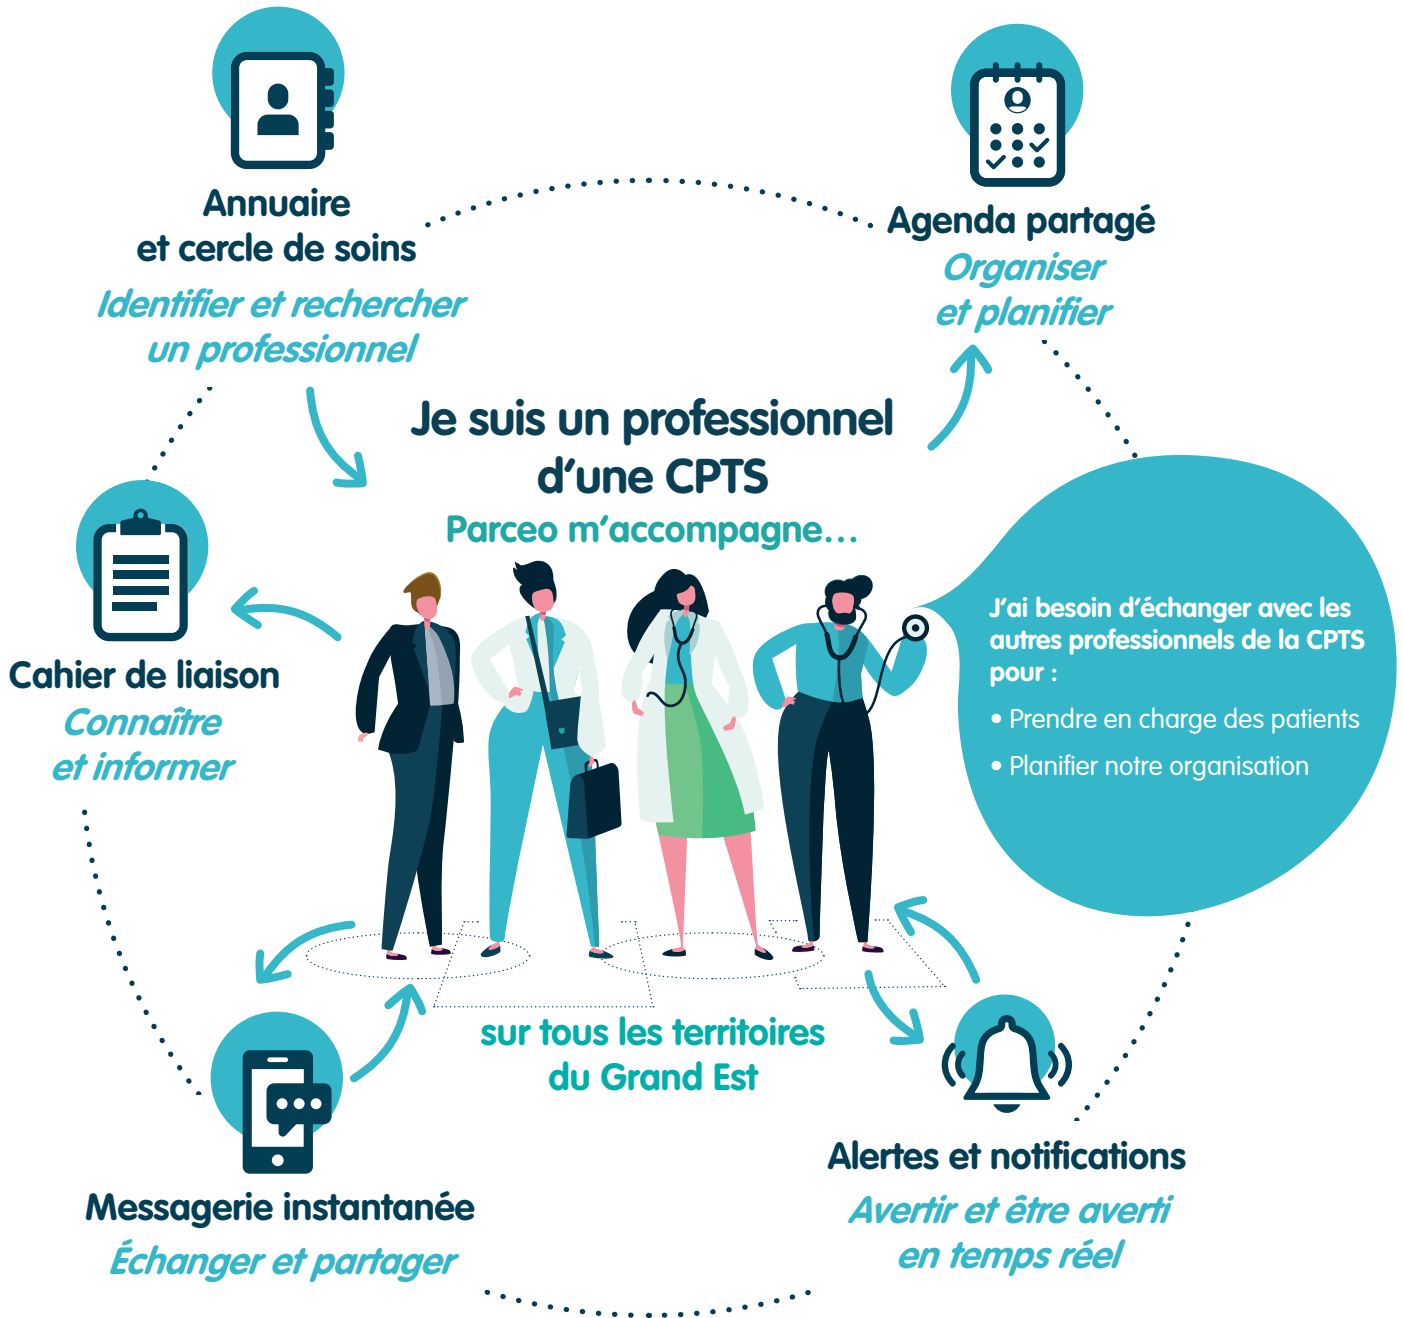 Annuaire
et cercle de soins
Identifier et rechercher
un professionnel
Agenda partagé
Organiser
et planifier
Je suis un professionnel
d’une CPTS
Parceo m’accompagne...
J’ai besoin d’échanger avec les
autres professionnels de la CPTS
pour :
• Prendre en charge des patients
• Planifier notre organisation
Cahier de liaison
Connaître
et informer
sur tous les territoires
du Grand Est
Messagerie instantanée
Échanger et partager
Alertes et notifications
Avertir et être averti
en temps réel